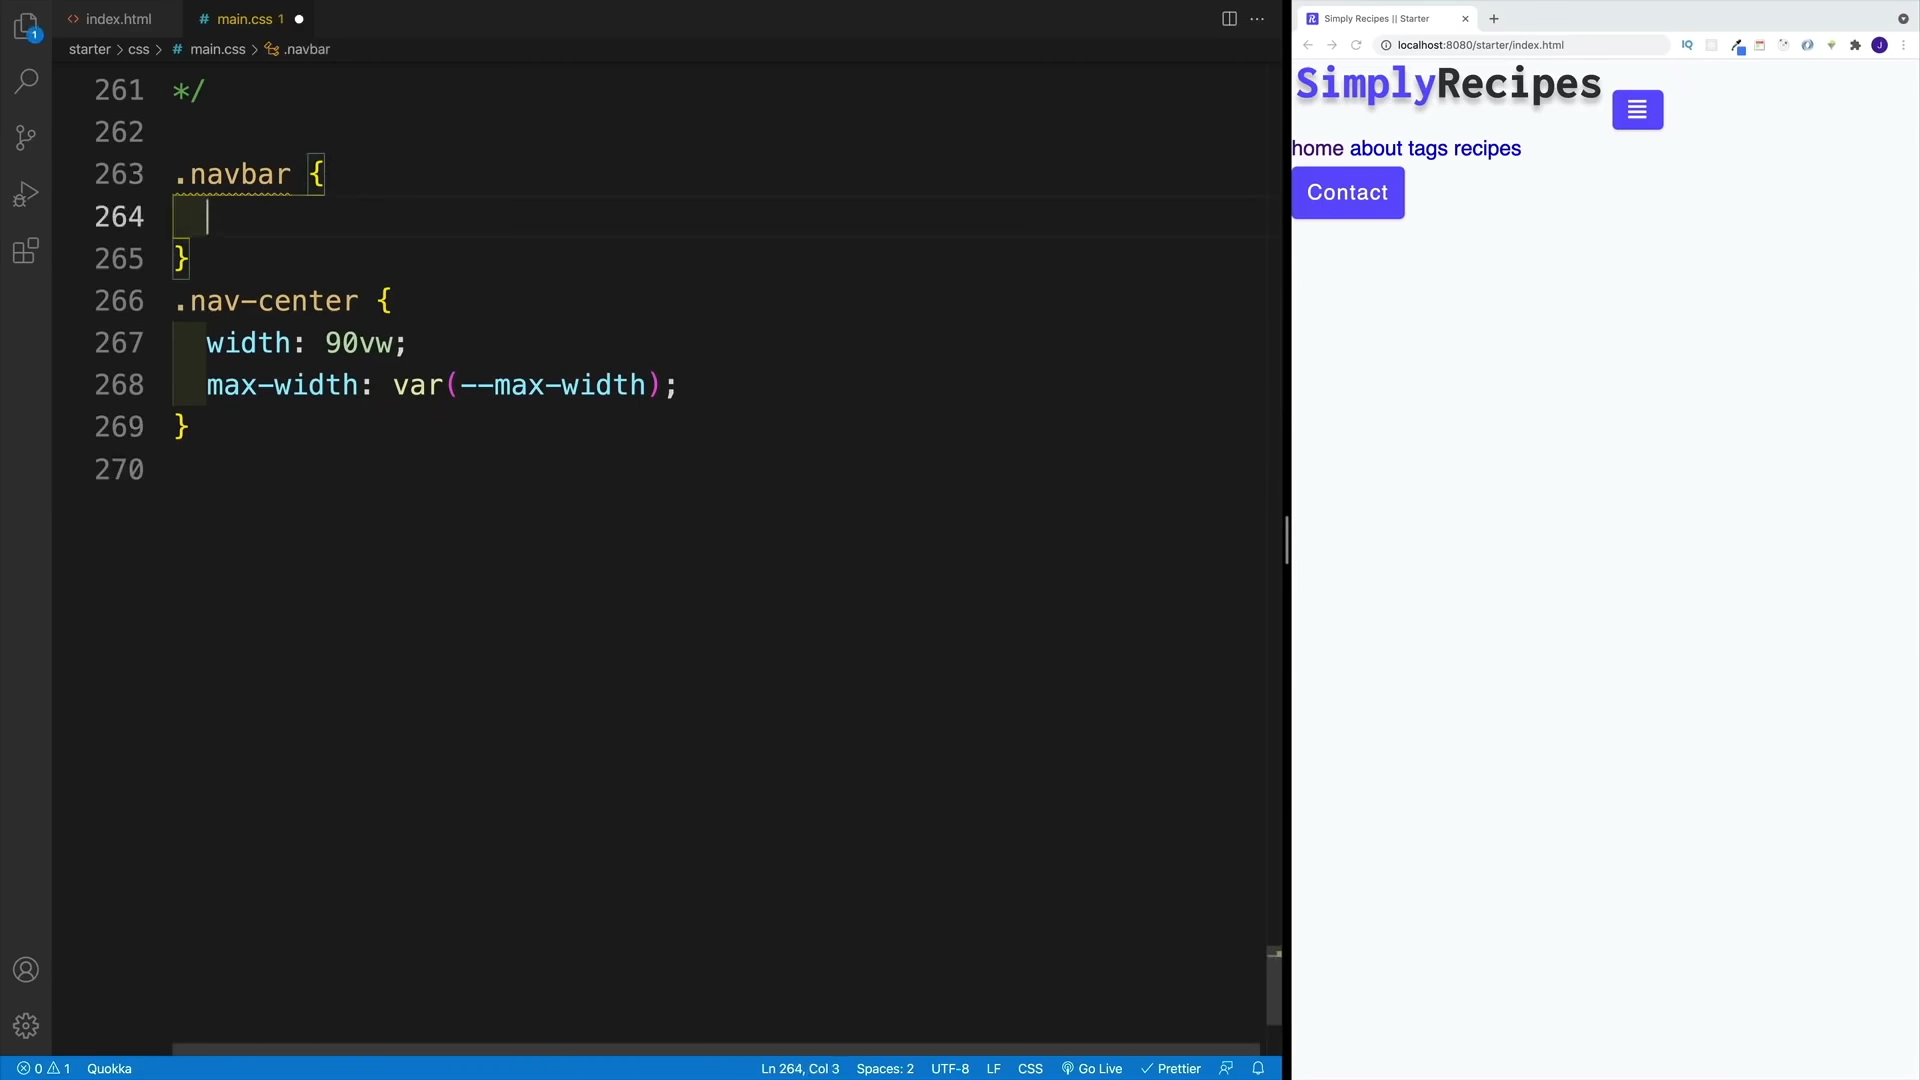 index.html
# main.css 1
starter > css > # main.css > .navbar
261 */
262
263 .navbar {
264
265 }
266 .nav-center {
267 width: 90vw;
268 max-width: var(--max-width);
269 }
270
1
0 1 Quokka
Ln 264, Col 3 Spaces: 2 UTF-8 LF CSS Go Live Prettier
Simply Recipes || Starter
localhost:8080/starter/index.html
IQ
J
SimplyRecipes
home about tags recipes
Contact